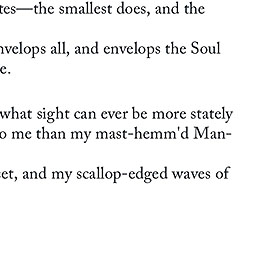 tes—the smallest does, and the
nvelops all, and envelops the Soul
e.
what sight can ever be more stately
o me than my mast-hemm'd Man-
et, and my scallop-edged waves of